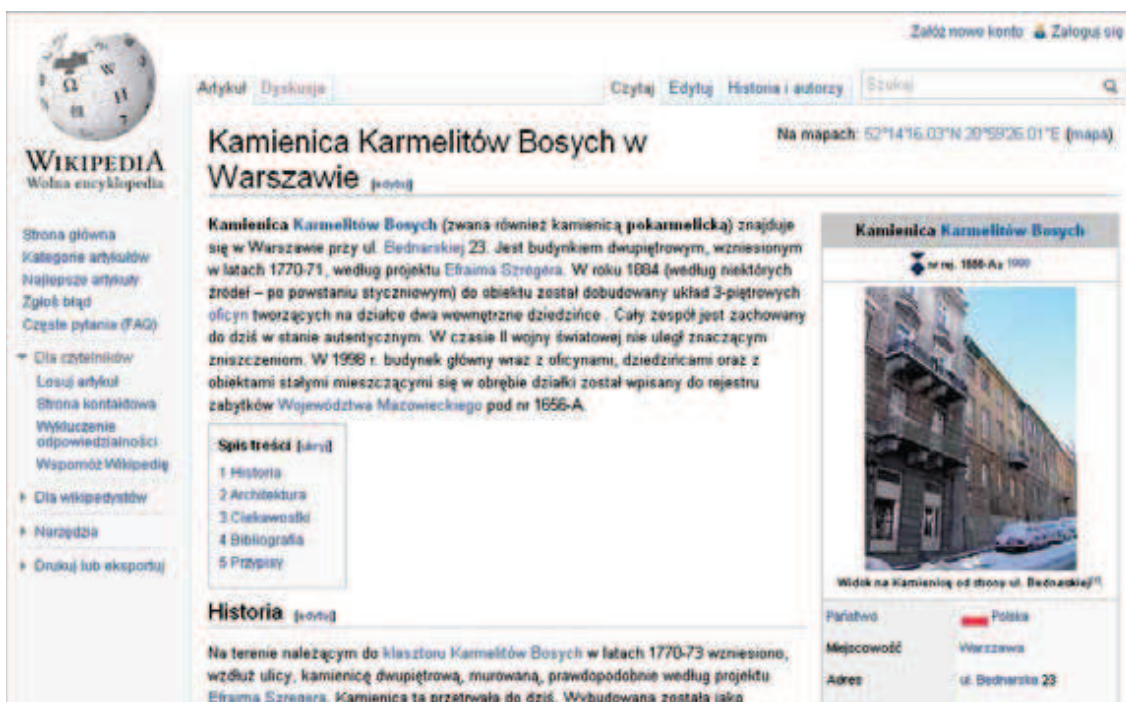 Załóż nowe konto Zaloguj się
Artykuł Dyskusja Czytaj Edytuj Historia i autorzy Szukaj
WIKIPEDIA
Wolna encyklopedia
Strona główna
Kategorie artykułów
Najlepsze artykuły
Zgłoś błąd
Częste pytania (FAQ)
Dla czytelników
Losuj artykuł
Strona kontaktowa
Wykluczenie
odpowiedzialności
Wspomóż Wikipedię
Dla wikipedystów
Narzędzia
Drukuj lub eksportuj
Kamienica Karmelitów Bosych w
Warszawie [edytuj]
Na mapach: 52°14'16.03"N 20°59'26.01"E (mapa)
Kamienica Karmelitów Bosych (zwana również kamienicą pokarmelicką) znajduje
się w Warszawie przy ul. Bednarskiej 23. Jest budynkiem dwupiętrowym, wzniesionym
w latach 1770-71, według projektu Efraima Szregera. W roku 1884 (według niektórych
źródeł – po powstaniu styczniowym) do obiektu został dobudowany układ 3-piętrowych
oficyn tworzących na działce dwa wewnętrzne dziedzińce . Cały zespół jest zachowany
do dziś w stanie autentycznym. W czasie II wojny światowej nie uległ znaczącym
zniszczeniom. W 1998 r. budynek główny wraz z oficynami, dziedzińcami oraz z
obiektami stałymi mieszczącymi się w obrębie działki został wpisany do rejestru
zabytków Województwa Mazowieckiego pod nr 1656-A.
Spis treści [ukryj]
1 Historia
2 Architektura
3 Ciekawostki
4 Bibliografia
5 Przypisy
Historia [edytuj]
Na terenie należącym do klasztoru Karmelitów Bosych w latach 1770-73 wzniesiono,
wzdłuż ulicy, kamienicę dwupiętrową, murowaną, prawdopodobnie według projektu
Efraima Szregera. Kamienica ta przetrwała do dziś. Wybudowana została jako
Kamienica Karmelitów Bosych
nr rej. 1656-A z 1998
Widok na Kamienicę od strony ul. Bednarskiej[1]
Państwo Polska
Miejscowość Warszawa
Adres ul. Bednarska 23